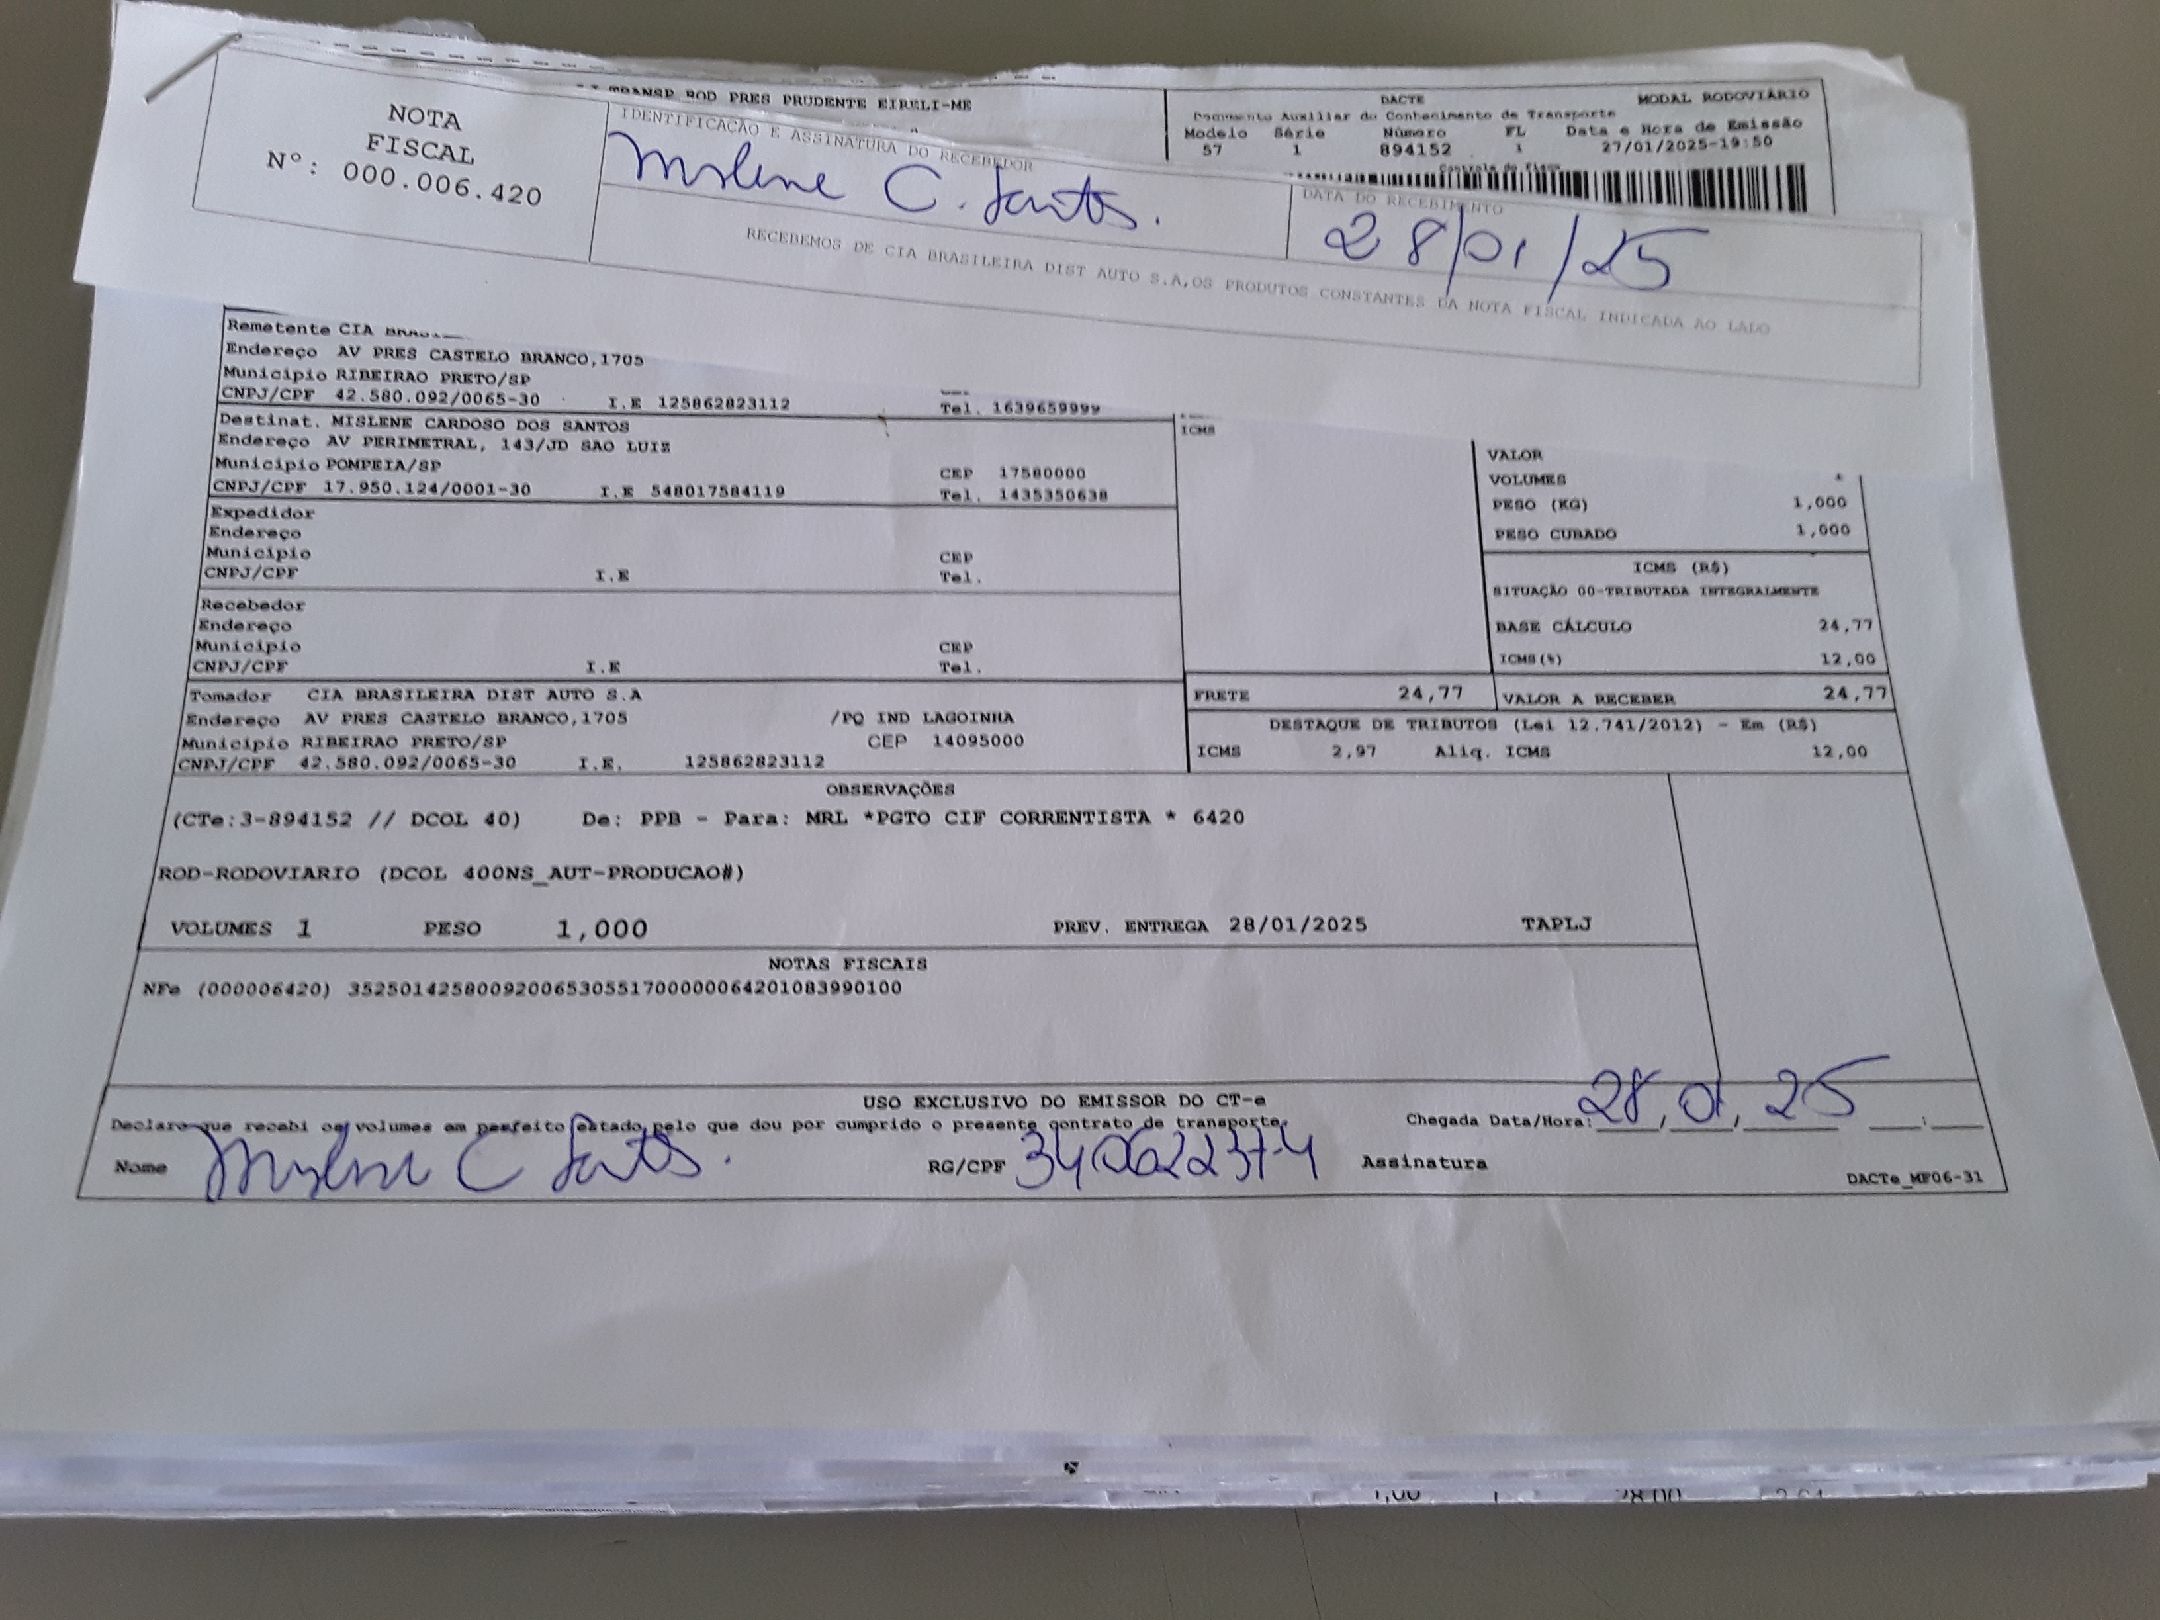 NOTA
FISCAL
Nº: 000.006.420
IDENTIFICAÇÃO E ASSINATURA DO RECEBEDOR
Mislene C. Santos.
DATA DO RECEBIMENTO
28/01/25
RECEBEMOS DE CIA BRASILEIRA DIST AUTO S.A,OS PRODUTOS CONSTANTES DA NOTA FISCAL INDICADA AO LADO
TRANSP ROD PRES PRUDENTE EIRELI-ME
DACTE MODAL RODOVIÁRIO
Documento Auxiliar do Conhecimento de Transporte
Modelo Série Número FL Data e Hora de Emissão
57 1 894152 1 27/01/2025-19:50
Controle do Fisco
Remetente CIA
Endereço AV PRES CASTELO BRANCO,1705
Município RIBEIRAO PRETO/SP
CNPJ/CPF 42.580.092/0065-30 I.E 125862823112 Tel. 1639659999
Destinat. MISLENE CARDOSO DOS SANTOS
Endereço AV PERIMETRAL, 143/JD SAO LUIZ
Município POMPEIA/SP CEP 17580000
CNPJ/CPF 17.950.124/0001-30 I.E 548017584119 Tel. 1435350638
Expedidor
Endereço
Município CEP
CNPJ/CPF I.E Tel.
Recebedor
Endereço
Município CEP
CNPJ/CPF I.E Tel.
Tomador CIA BRASILEIRA DIST AUTO S.A
Endereço AV PRES CASTELO BRANCO,1705 /PQ IND LAGOINHA
Município RIBEIRAO PRETO/SP CEP 14095000
CNPJ/CPF 42.580.092/0065-30 I.E. 125862823112
ICMS
VALOR
VOLUMES
PESO (KG) 1,000
PESO CUBADO 1,000
ICMS (R$)
SITUAÇÃO 00-TRIBUTADA INTEGRALMENTE
BASE CÁLCULO 24,77
ICMS(%) 12,00
FRETE 24,77 VALOR A RECEBER 24,77
DESTAQUE DE TRIBUTOS (Lei 12.741/2012) - Em (R$)
ICMS 2,97 Aliq. ICMS 12,00
OBSERVAÇÕES
(CTe:3-894152 // DCOL 40) De: PPB - Para: MRL *PGTO CIF CORRENTISTA * 6420
ROD-RODOVIARIO (DCOL 400NS_AUT-PRODUCAO#)
VOLUMES 1 PESO 1,000 PREV. ENTREGA 28/01/2025 TAPLJ
NOTAS FISCAIS
NFe (000006420) 35250142580092006530551700000064201083990100
USO EXCLUSIVO DO EMISSOR DO CT-e
Declaro que recebi os volumes em perfeito estado pelo que dou por cumprido o presente contrato de transporte. Chegada Data/Hora: 28/01/25 __:__
Nome Mislene C Santos. RG/CPF 34062237-4 Assinatura
DACTe_MF06-31